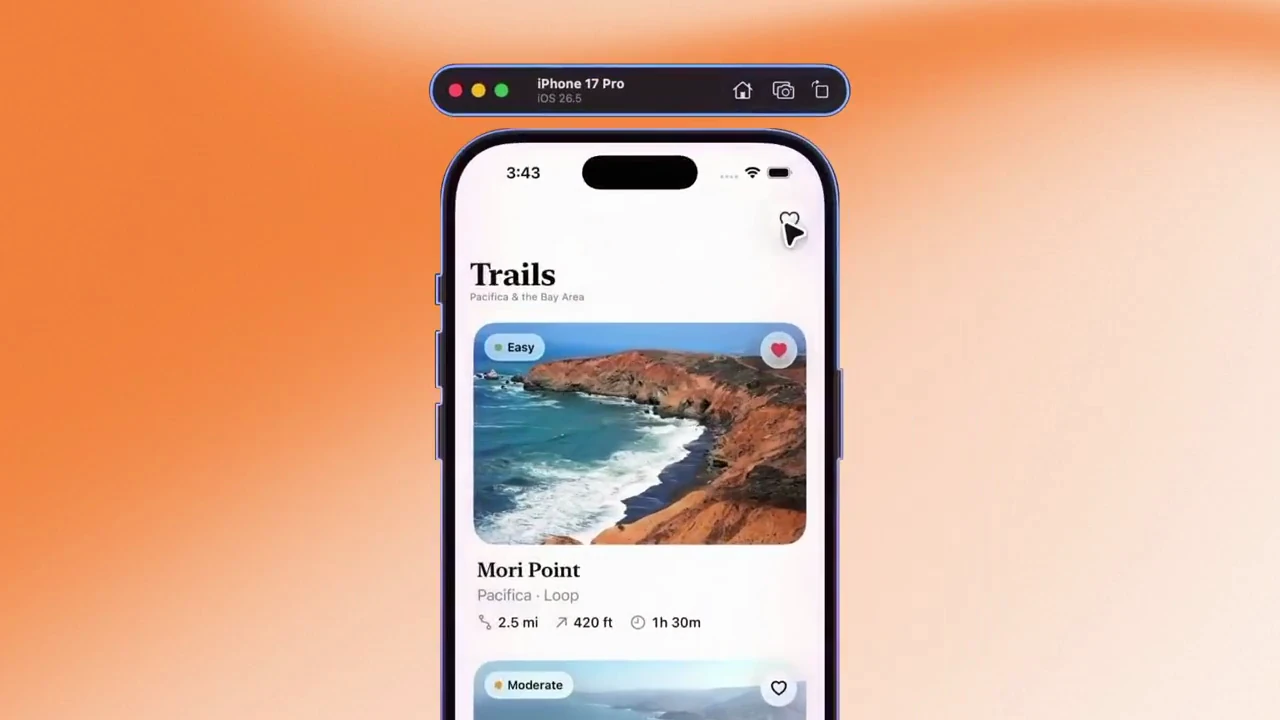 iPhone 17 Pro
iOS 26.5
3:43
Trails
Pacifica & the Bay Area
Easy
Mori Point
Pacifica · Loop
2.5 mi 420 ft 1h 30m
Moderate